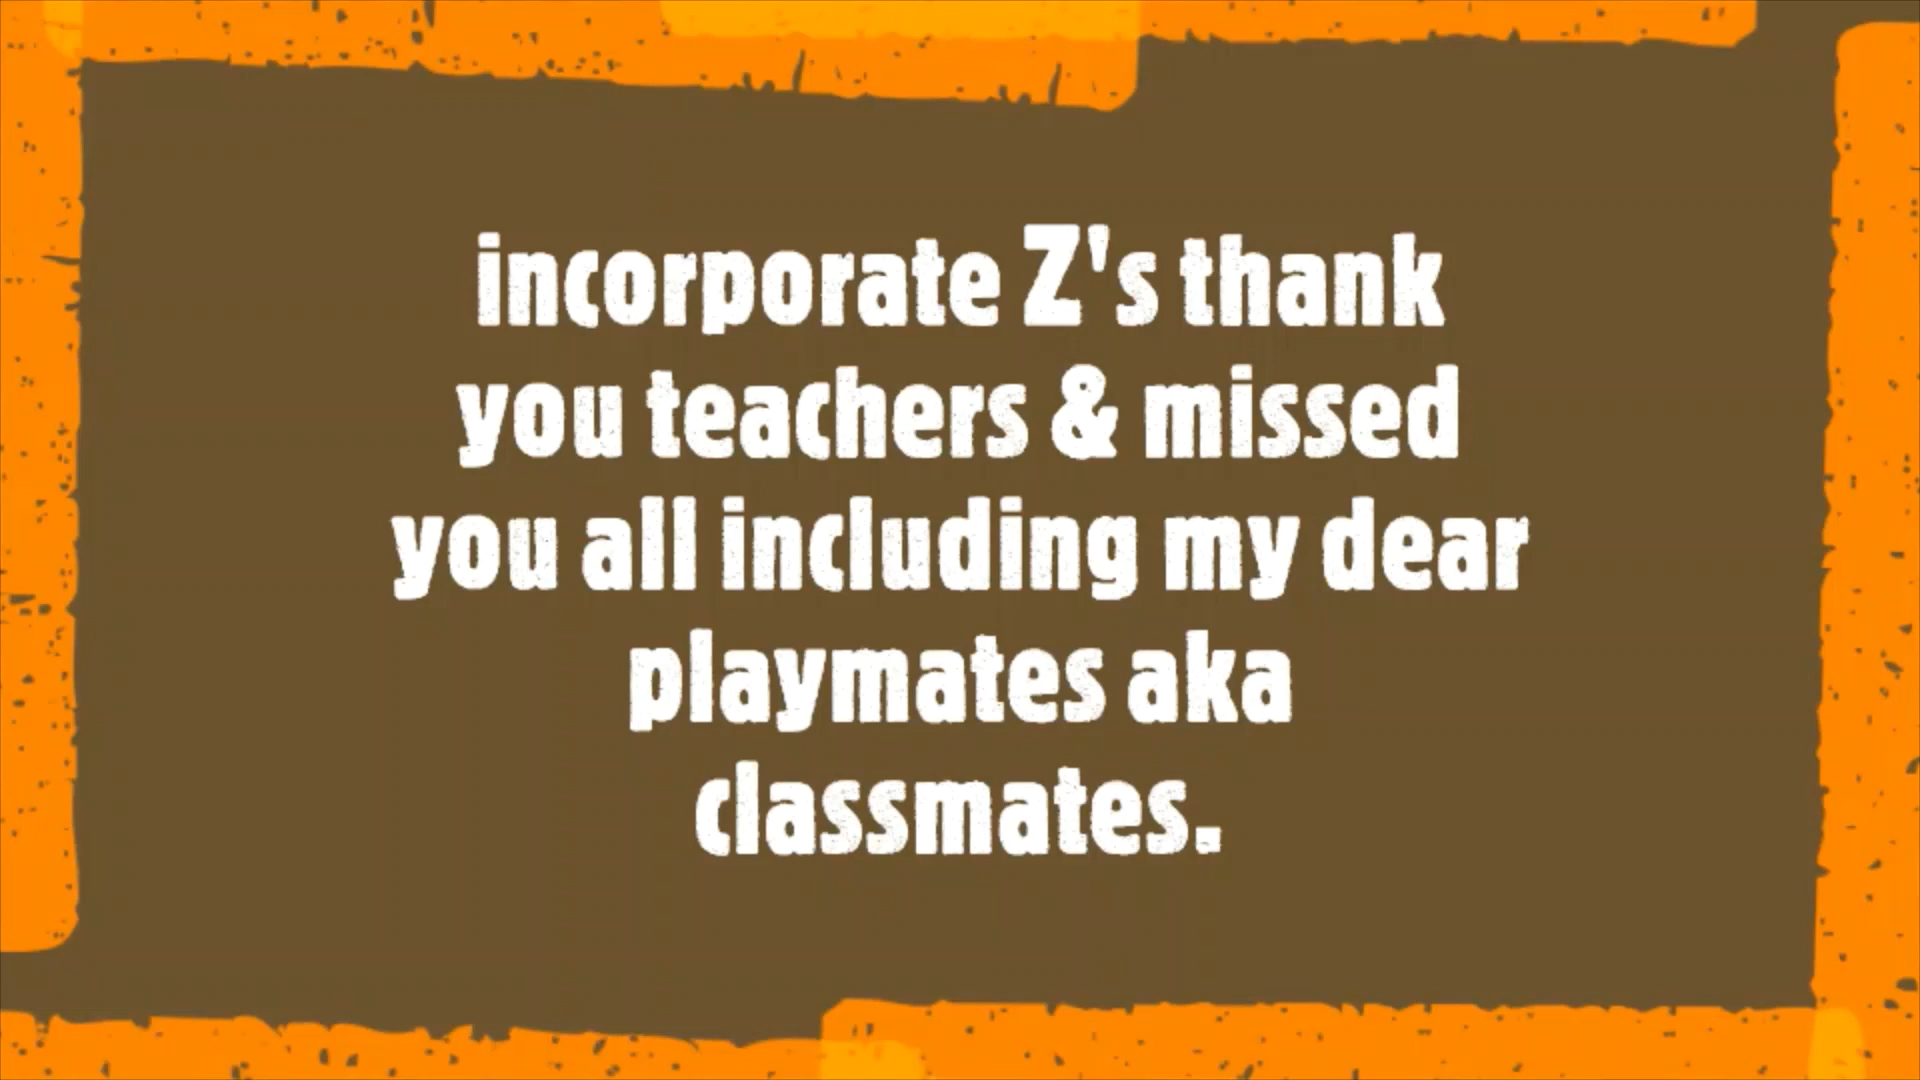 incorporate Z's thank
you teachers & missed
you all including my dear
playmates aka
classmates.